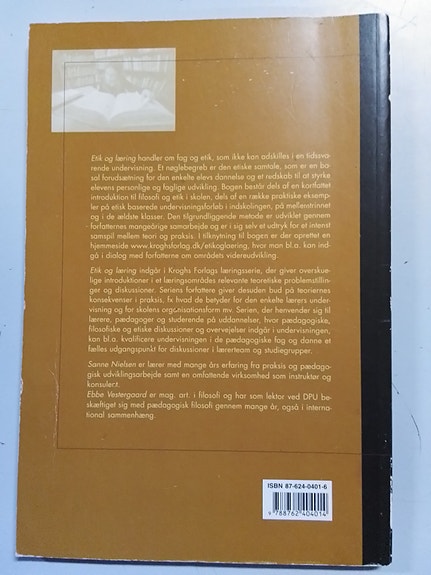 Etik og læring handler om fag og etik, som ikke kan adskilles i en tidssva-
rende undervisning. Et nøglebegreb er den etiske samtale, som er en ba-
sal forudsætning for den enkelte elevs dannelse og et redskab til at styrke
elevens personlige og faglige udvikling. Bogen består dels af en kortfattet
introduktion til filosofi og etik i skolen, dels af en række praktiske eksemp-
ler på etisk baserede undervisningsforløb i indskolingen, på mellemtrinnet
og i de ældste klasser. Den tilgrundliggende metode er udviklet gennem
forfatternes mangeårige samarbejde og er i sig selv et udtryk for et intenst
samspil mellem teori og praksis. I tilknytning til bogen er der oprettet en
hjemmeside www.kroghsforlag.dk/etikoglaering, hvor man bl.a. kan ind-
gå i dialog med forfatterne om områdets videreudvikling.
Etik og læring indgår i Kroghs Forlags læringsserie, der giver overskue-
lige introduktioner i et læringsområdes relevante teoretiske problemstillin-
ger og diskussioner. Seriens forfattere giver desuden bud på teoriernes
konsekvenser i praksis, fx hvad de betyder for den enkelte lærers under-
visning og for skolens organisationsform mv. Serien, der henvender sig til
lærere, pædagoger og studerende på uddannelser, hvor pædagogiske,
filosofiske og etiske diskussioner og overvejelser indgår i undervisningen,
kan bl.a. kvalificere undervisningen i de pædagogiske fag og danne et
fælles udgangspunkt for diskussioner i lærerteam og studiegrupper.
Sanne Nielsen er lærer med mange års erfaring fra praksis og pædago-
gisk udviklingsarbejde samt en omfattende virksomhed som instruktør og
konsulent.
Ebbe Vestergaard er mag. art. i filosofi og har som lektor ved DPU be-
skæftiget sig med pædagogisk filosofi gennem mange år, også i interna-
tional sammenhæng.
ISBN 87-624-0401-6
9 788762 404014